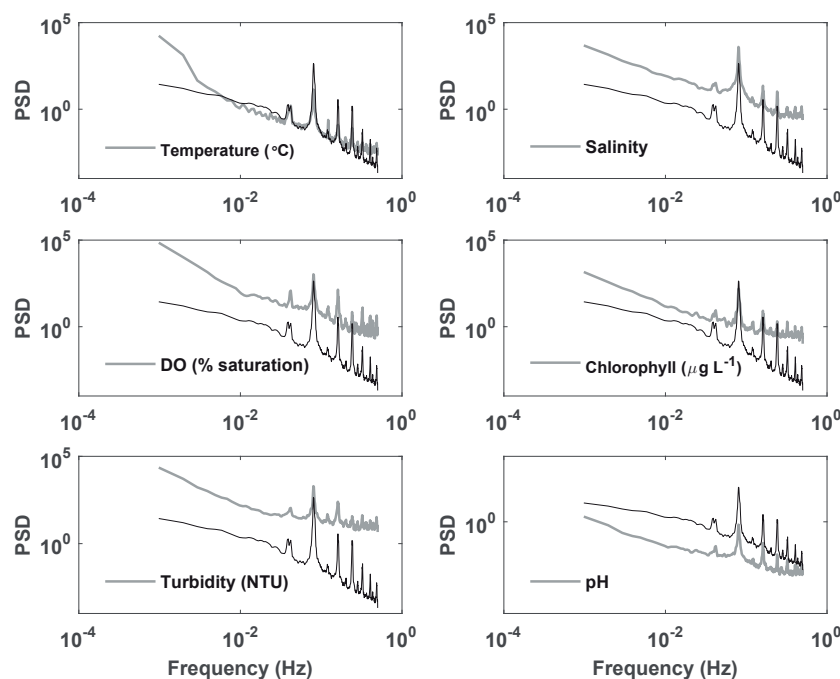 10^5
PSD
10^0
Temperature (°C)
10^-4
10^-2
10^0
10^5
PSD
10^0
Salinity
10^-4
10^-2
10^0
10^5
PSD
10^0
DO (% saturation)
10^-4
10^-2
10^0
10^5
PSD
10^0
Chlorophyll (μg L^-1)
10^-4
10^-2
10^0
10^5
PSD
10^0
Turbidity (NTU)
10^-4
10^-2
10^0
Frequency (Hz)
PSD
10^0
pH
10^-4
10^-2
10^0
Frequency (Hz)